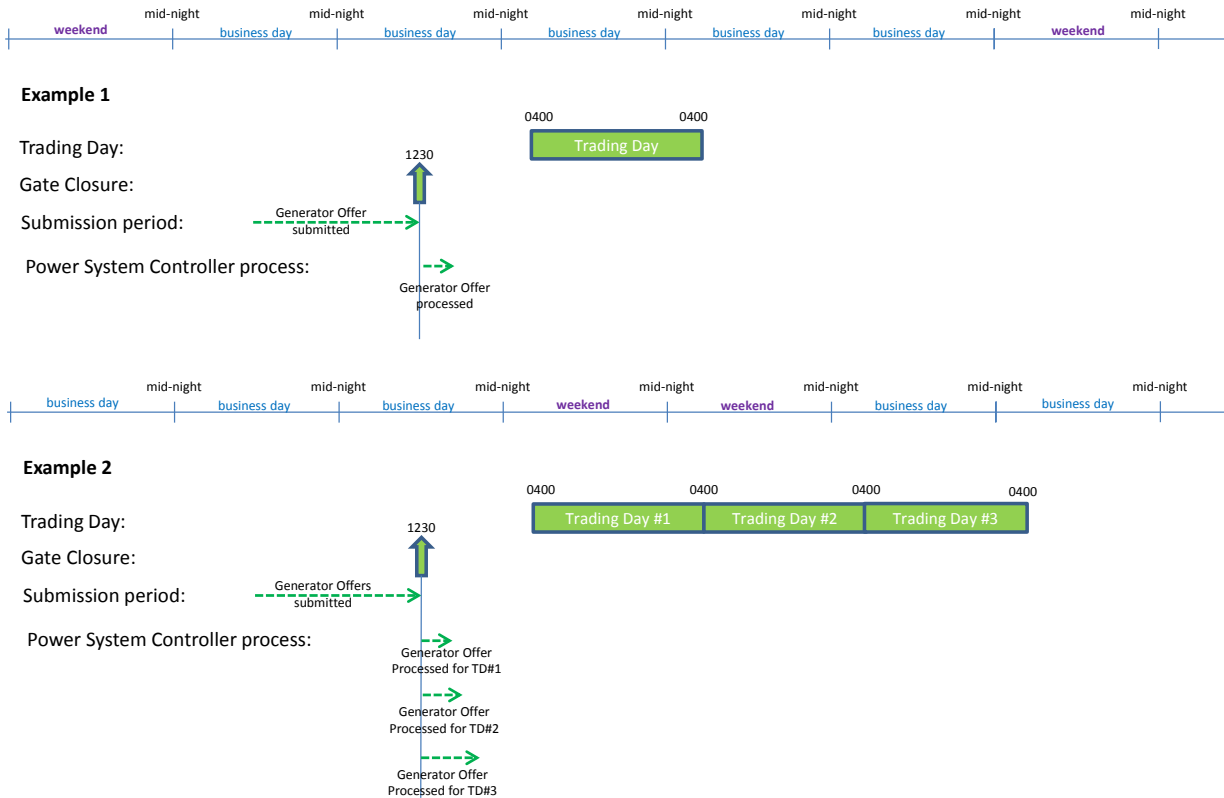 mid-night mid-night mid-night mid-night mid-night mid-night mid-night
weekend business day business day business day business day business day weekend
Example 1
0400 0400
Trading Day: Trading Day
1230
Gate Closure:
Submission period: Generator Offer
submitted
Power System Controller process:
Generator Offer
processed
mid-night mid-night mid-night mid-night mid-night mid-night mid-night
business day business day business day weekend weekend business day business day
Example 2
0400 0400 0400 0400
Trading Day: Trading Day #1 Trading Day #2 Trading Day #3
1230
Gate Closure:
Submission period: Generator Offers
submitted
Power System Controller process:
Generator Offer
Processed for TD#1
Generator Offer
Processed for TD#2
Generator Offer
Processed for TD#3